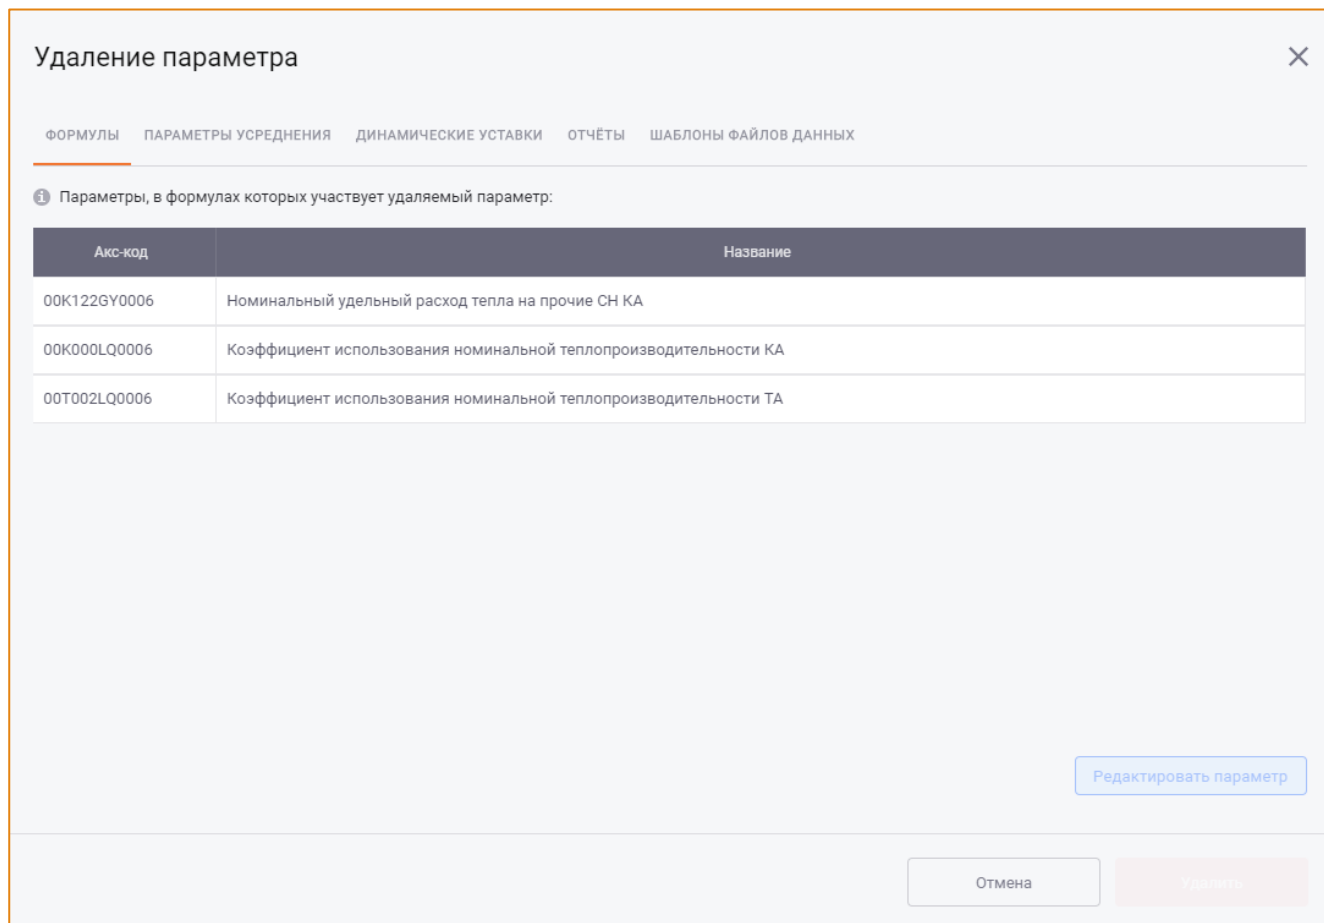 Удаление параметра
ФОРМУЛЫ ПАРАМЕТРЫ УСРЕДНЕНИЯ ДИНАМИЧЕСКИЕ УСТАВКИ ОТЧЁТЫ ШАБЛОНЫ ФАЙЛОВ ДАННЫХ
Параметры, в формулах которых участвует удаляемый параметр:
Акс-код Название
00K122GY0006 Номинальный удельный расход тепла на прочие СН КА
00K000LQ0006 Коэффициент использования номинальной теплопроизводительности КА
00T002LQ0006 Коэффициент использования номинальной теплопроизводительности ТА
Редактировать параметр
Отмена Удалить